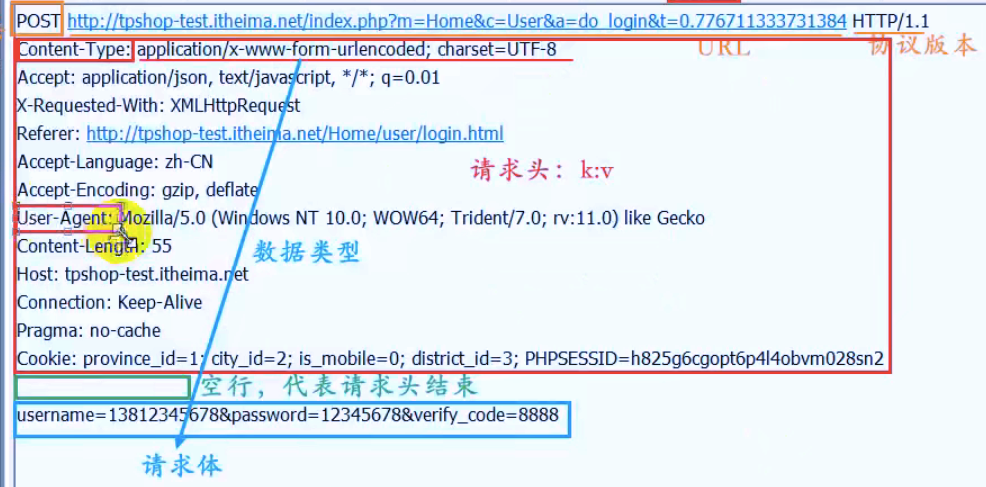 POST http://tpshop-test.itheima.net/index.php?m=Home&c=User&a=do_login&t=0.776711333731384 HTTP/1.1
Content-Type: application/x-www-form-urlencoded; charset=UTF-8
URL
协议版本
Accept: application/json, text/javascript, */*; q=0.01
X-Requested-With: XMLHttpRequest
Referer: http://tpshop-test.itheima.net/Home/user/login.html
Accept-Language: zh-CN
请求头：k:v
Accept-Encoding: gzip, deflate
User-Agent: Mozilla/5.0 (Windows NT 10.0; WOW64; Trident/7.0; rv:11.0) like Gecko
Content-Length: 55
数据类型
Host: tpshop-test.itheima.net
Connection: Keep-Alive
Pragma: no-cache
Cookie: province_id=1; city_id=2; is_mobile=0; district_id=3; PHPSESSID=h825g6cgopt6p4l4obvm028sn2
空行，代表请求头结束
username=13812345678&password=12345678&verify_code=8888
请求体